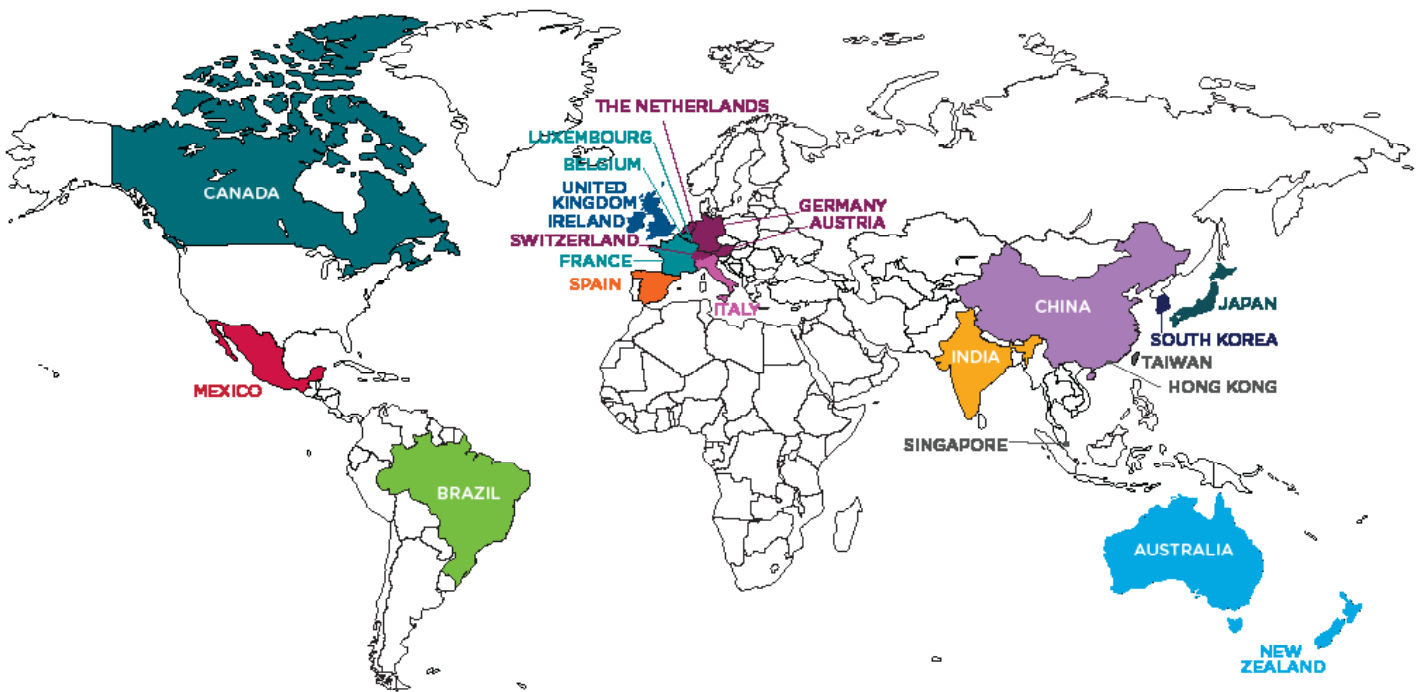 THE NETHERLANDS
LUXEMBOURG
BELGIUM
CANADA
UNITED
KINGDOM
IRELAND
GERMANY
AUSTRIA
SWITZERLAND
FRANCE
SPAIN
ITALY
CHINA
JAPAN
SOUTH KOREA
INDIA
TAIWAN
HONG KONG
MEXICO
SINGAPORE
BRAZIL
AUSTRALIA
NEW
ZEALAND